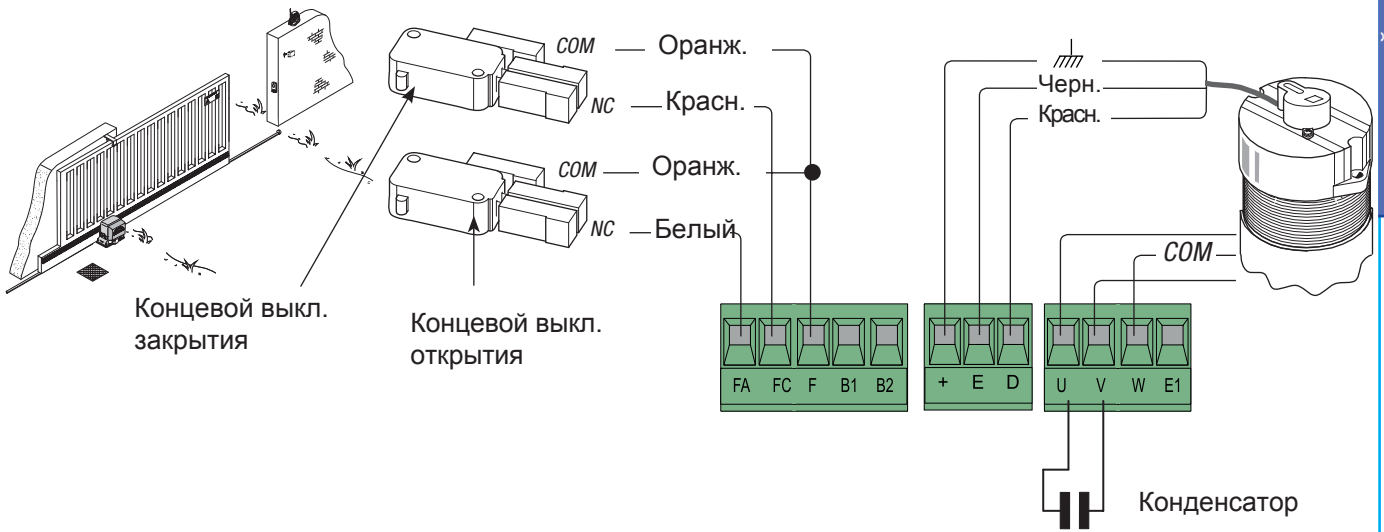 COM Оранж.
NC Красн.
COM Оранж.
NC Белый
Концевой выкл.
закрытия
Концевой выкл.
открытия
Черн.
Красн.
COM
FA FC F B1 B2
+ E D
U V W E1
Конденсатор